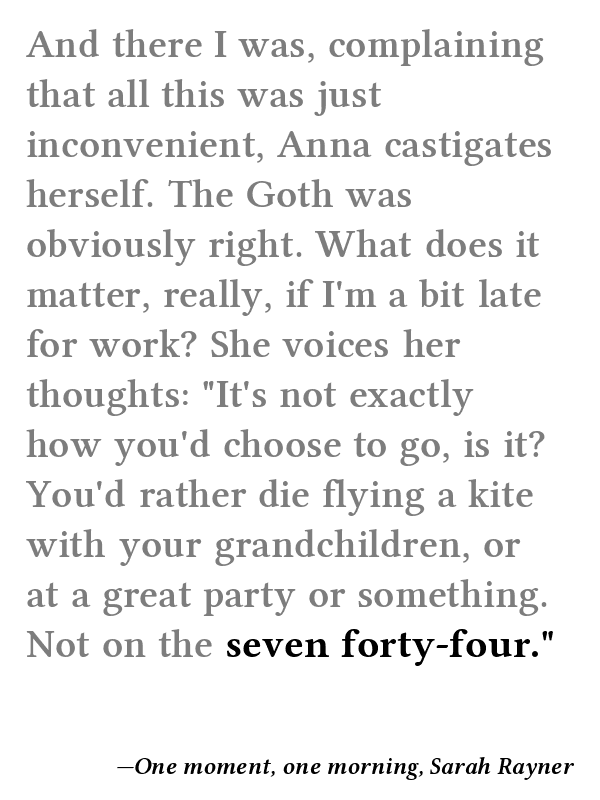 And there I was, complaining
that all this was just
inconvenient, Anna castigates
herself. The Goth was
obviously right. What does it
matter, really, if I'm a bit late
for work? She voices her
thoughts: "It's not exactly
how you'd choose to go, is it?
You'd rather die flying a kite
with your grandchildren, or
at a great party or something.
Not on the seven forty-four."
—One moment, one morning, Sarah Rayner